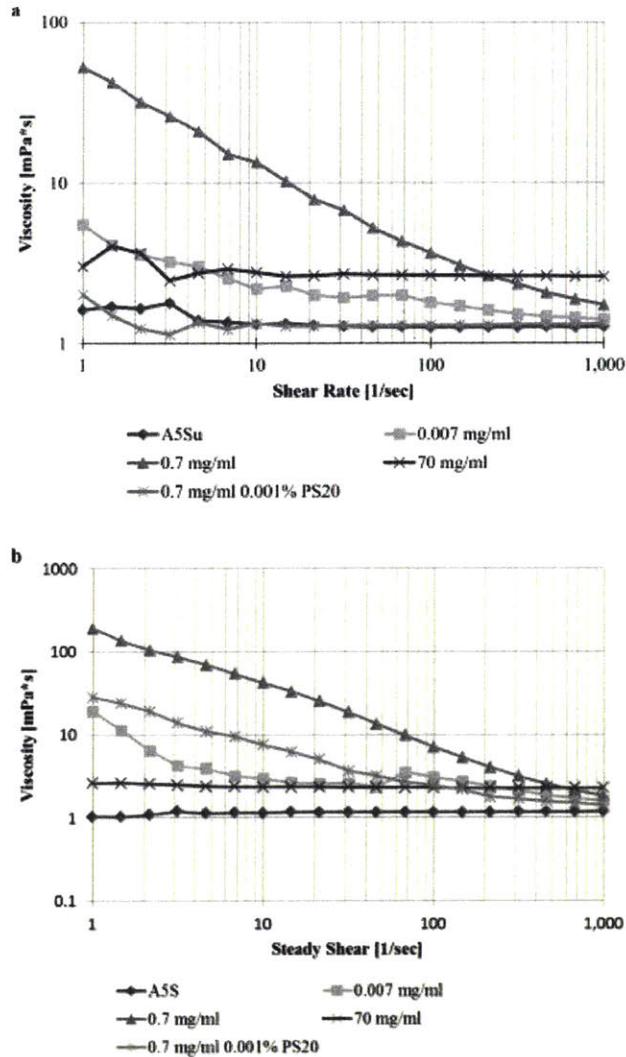 a
100
10
1
Viscosity [mPa*s]
1 10 100 1,000
Shear Rate [1/sec]
A5Su 0.007 mg/ml
0.7 mg/ml 70 mg/ml
0.7 mg/ml 0.001% PS20
b
1000
100
10
1
0.1
Viscosity [mPa*s]
1 10 100 1,000
Steady Shear [1/sec]
A5S 0.007 mg/ml
0.7 mg/ml 70 mg/ml
0.7 mg/ml 0.001% PS20